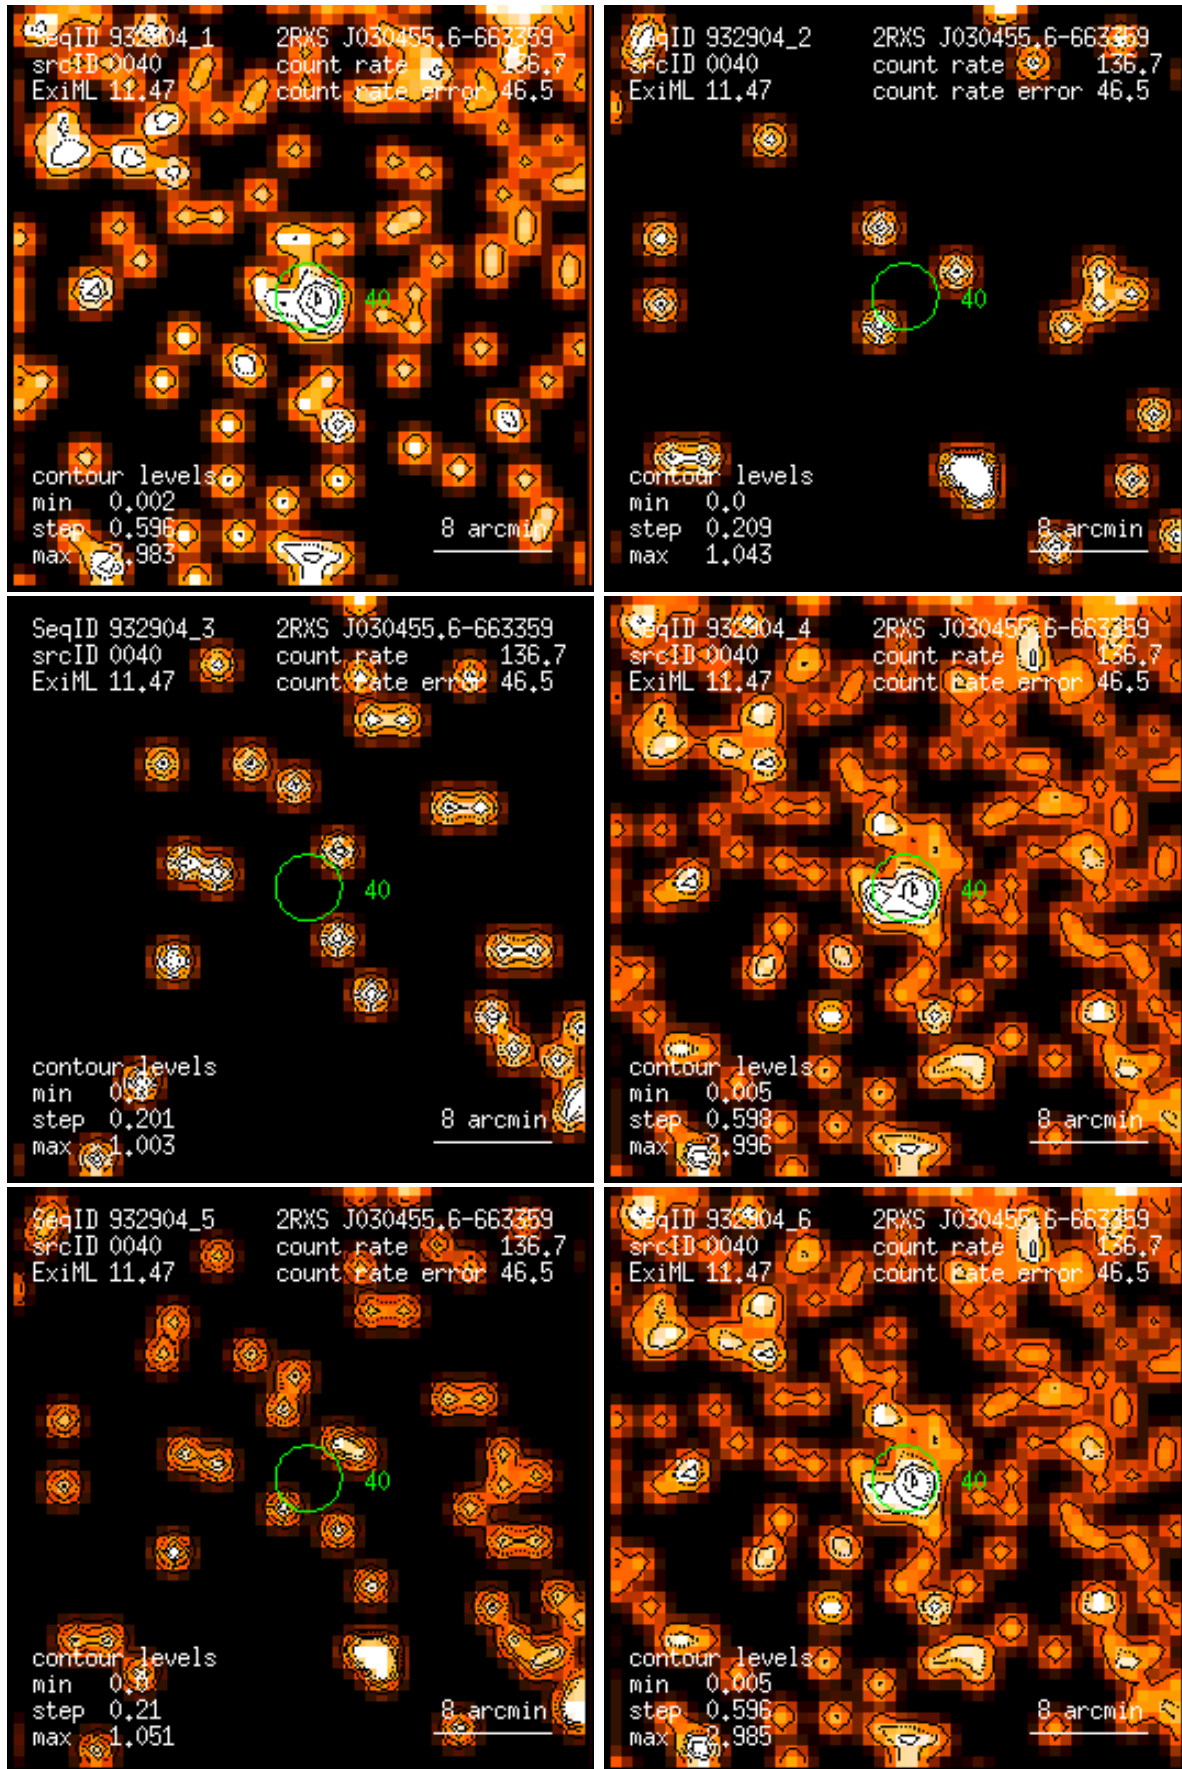 SeqID 932904_1 2RXS J030455.6-663359
srcID 0040 count rate 136.7
ExiML 11.47 count rate error 46.5
40
contour levels
min 0.002
step 0.596 8 arcmin
max 2.983
SeqID 932904_2 2RXS J030455.6-663359
srcID 0040 count rate 136.7
ExiML 11.47 count rate error 46.5
40
contour levels
min 0.0
step 0.209 8 arcmin
max 1.043
SeqID 932904_3 2RXS J030455.6-663359
srcID 0040 count rate 136.7
ExiML 11.47 count rate error 46.5
40
contour levels
min 0.0
step 0.201 8 arcmin
max 1.003
SeqID 932904_4 2RXS J030455.6-663359
srcID 0040 count rate 136.7
ExiML 11.47 count rate error 46.5
40
contour levels
min 0.005
step 0.598 8 arcmin
max 2.996
SeqID 932904_5 2RXS J030455.6-663359
srcID 0040 count rate 136.7
ExiML 11.47 count rate error 46.5
40
contour levels
min 0.0
step 0.21 8 arcmin
max 1.051
SeqID 932904_6 2RXS J030455.6-663359
srcID 0040 count rate 136.7
ExiML 11.47 count rate error 46.5
40
contour levels
min 0.005
step 0.596 8 arcmin
max 2.985